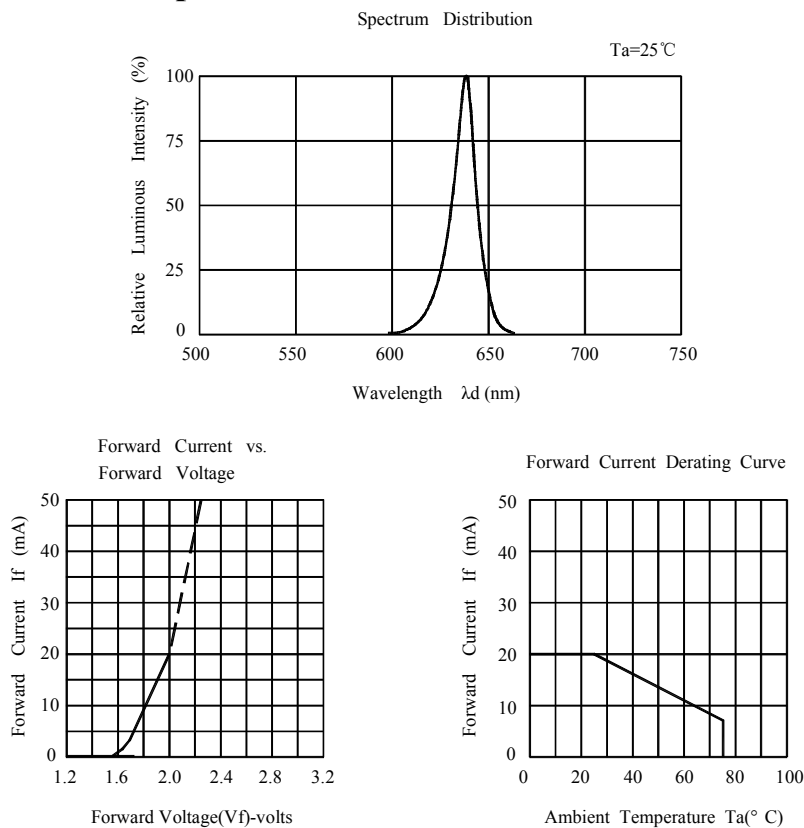 Spectrum Distribution
Ta=25℃
Relative Luminous Intensity (%)
100
75
50
25
0
500 550 600 650 700 750
Wavelength λd (nm)
Forward Current vs.
Forward Voltage
Forward Current If (mA)
50
40
30
20
10
0
1.2 1.6 2.0 2.4 2.8 3.2
Forward Voltage(Vf)-volts
Forward Current Derating Curve
Forward Current If (mA)
50
40
30
20
10
0
0 20 40 60 80 100
Ambient Temperature Ta(° C)